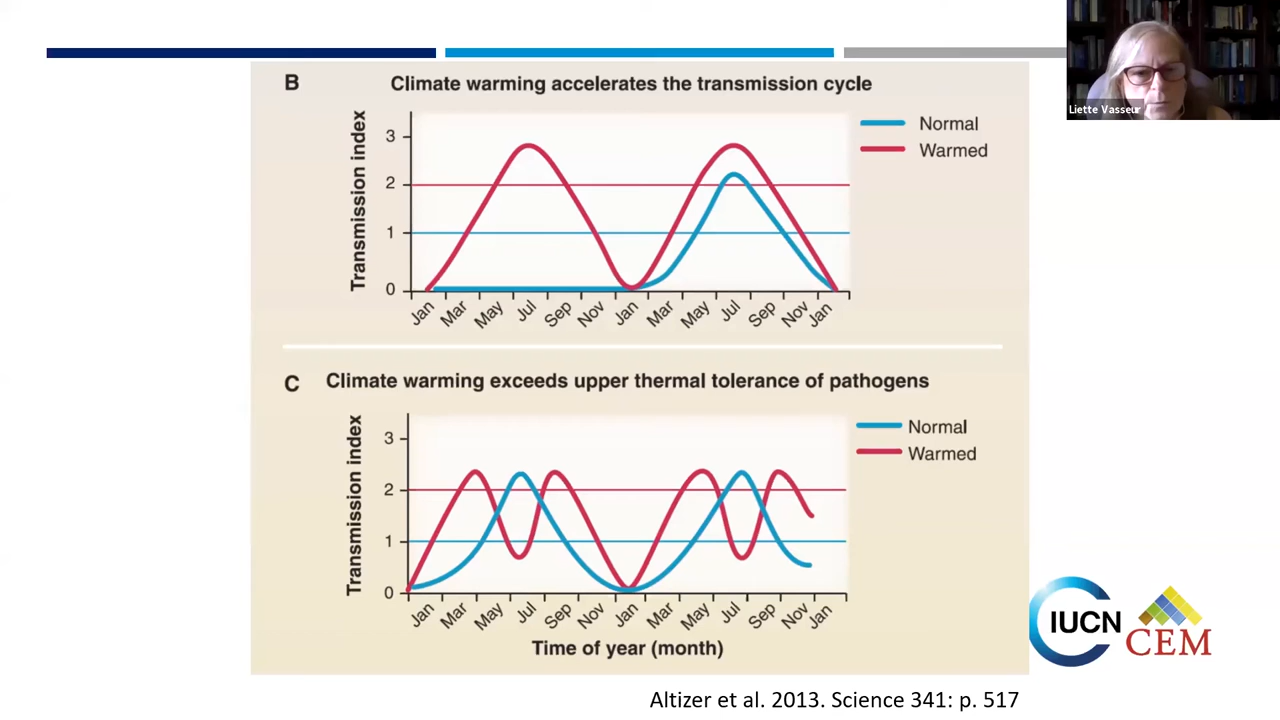 Liette Vasseur
B
Climate warming accelerates the transmission cycle
Transmission index
3
2
1
0
Normal
Warmed
Jan Mar May Jul Sep Nov Jan Mar May Jul Sep Nov Jan
C
Climate warming exceeds upper thermal tolerance of pathogens
Transmission index
3
2
1
0
Normal
Warmed
Jan Mar May Jul Sep Nov Jan Mar May Jul Sep Nov Jan
Time of year (month)
IUCN
CEM
Altizer et al. 2013. Science 341: p. 517